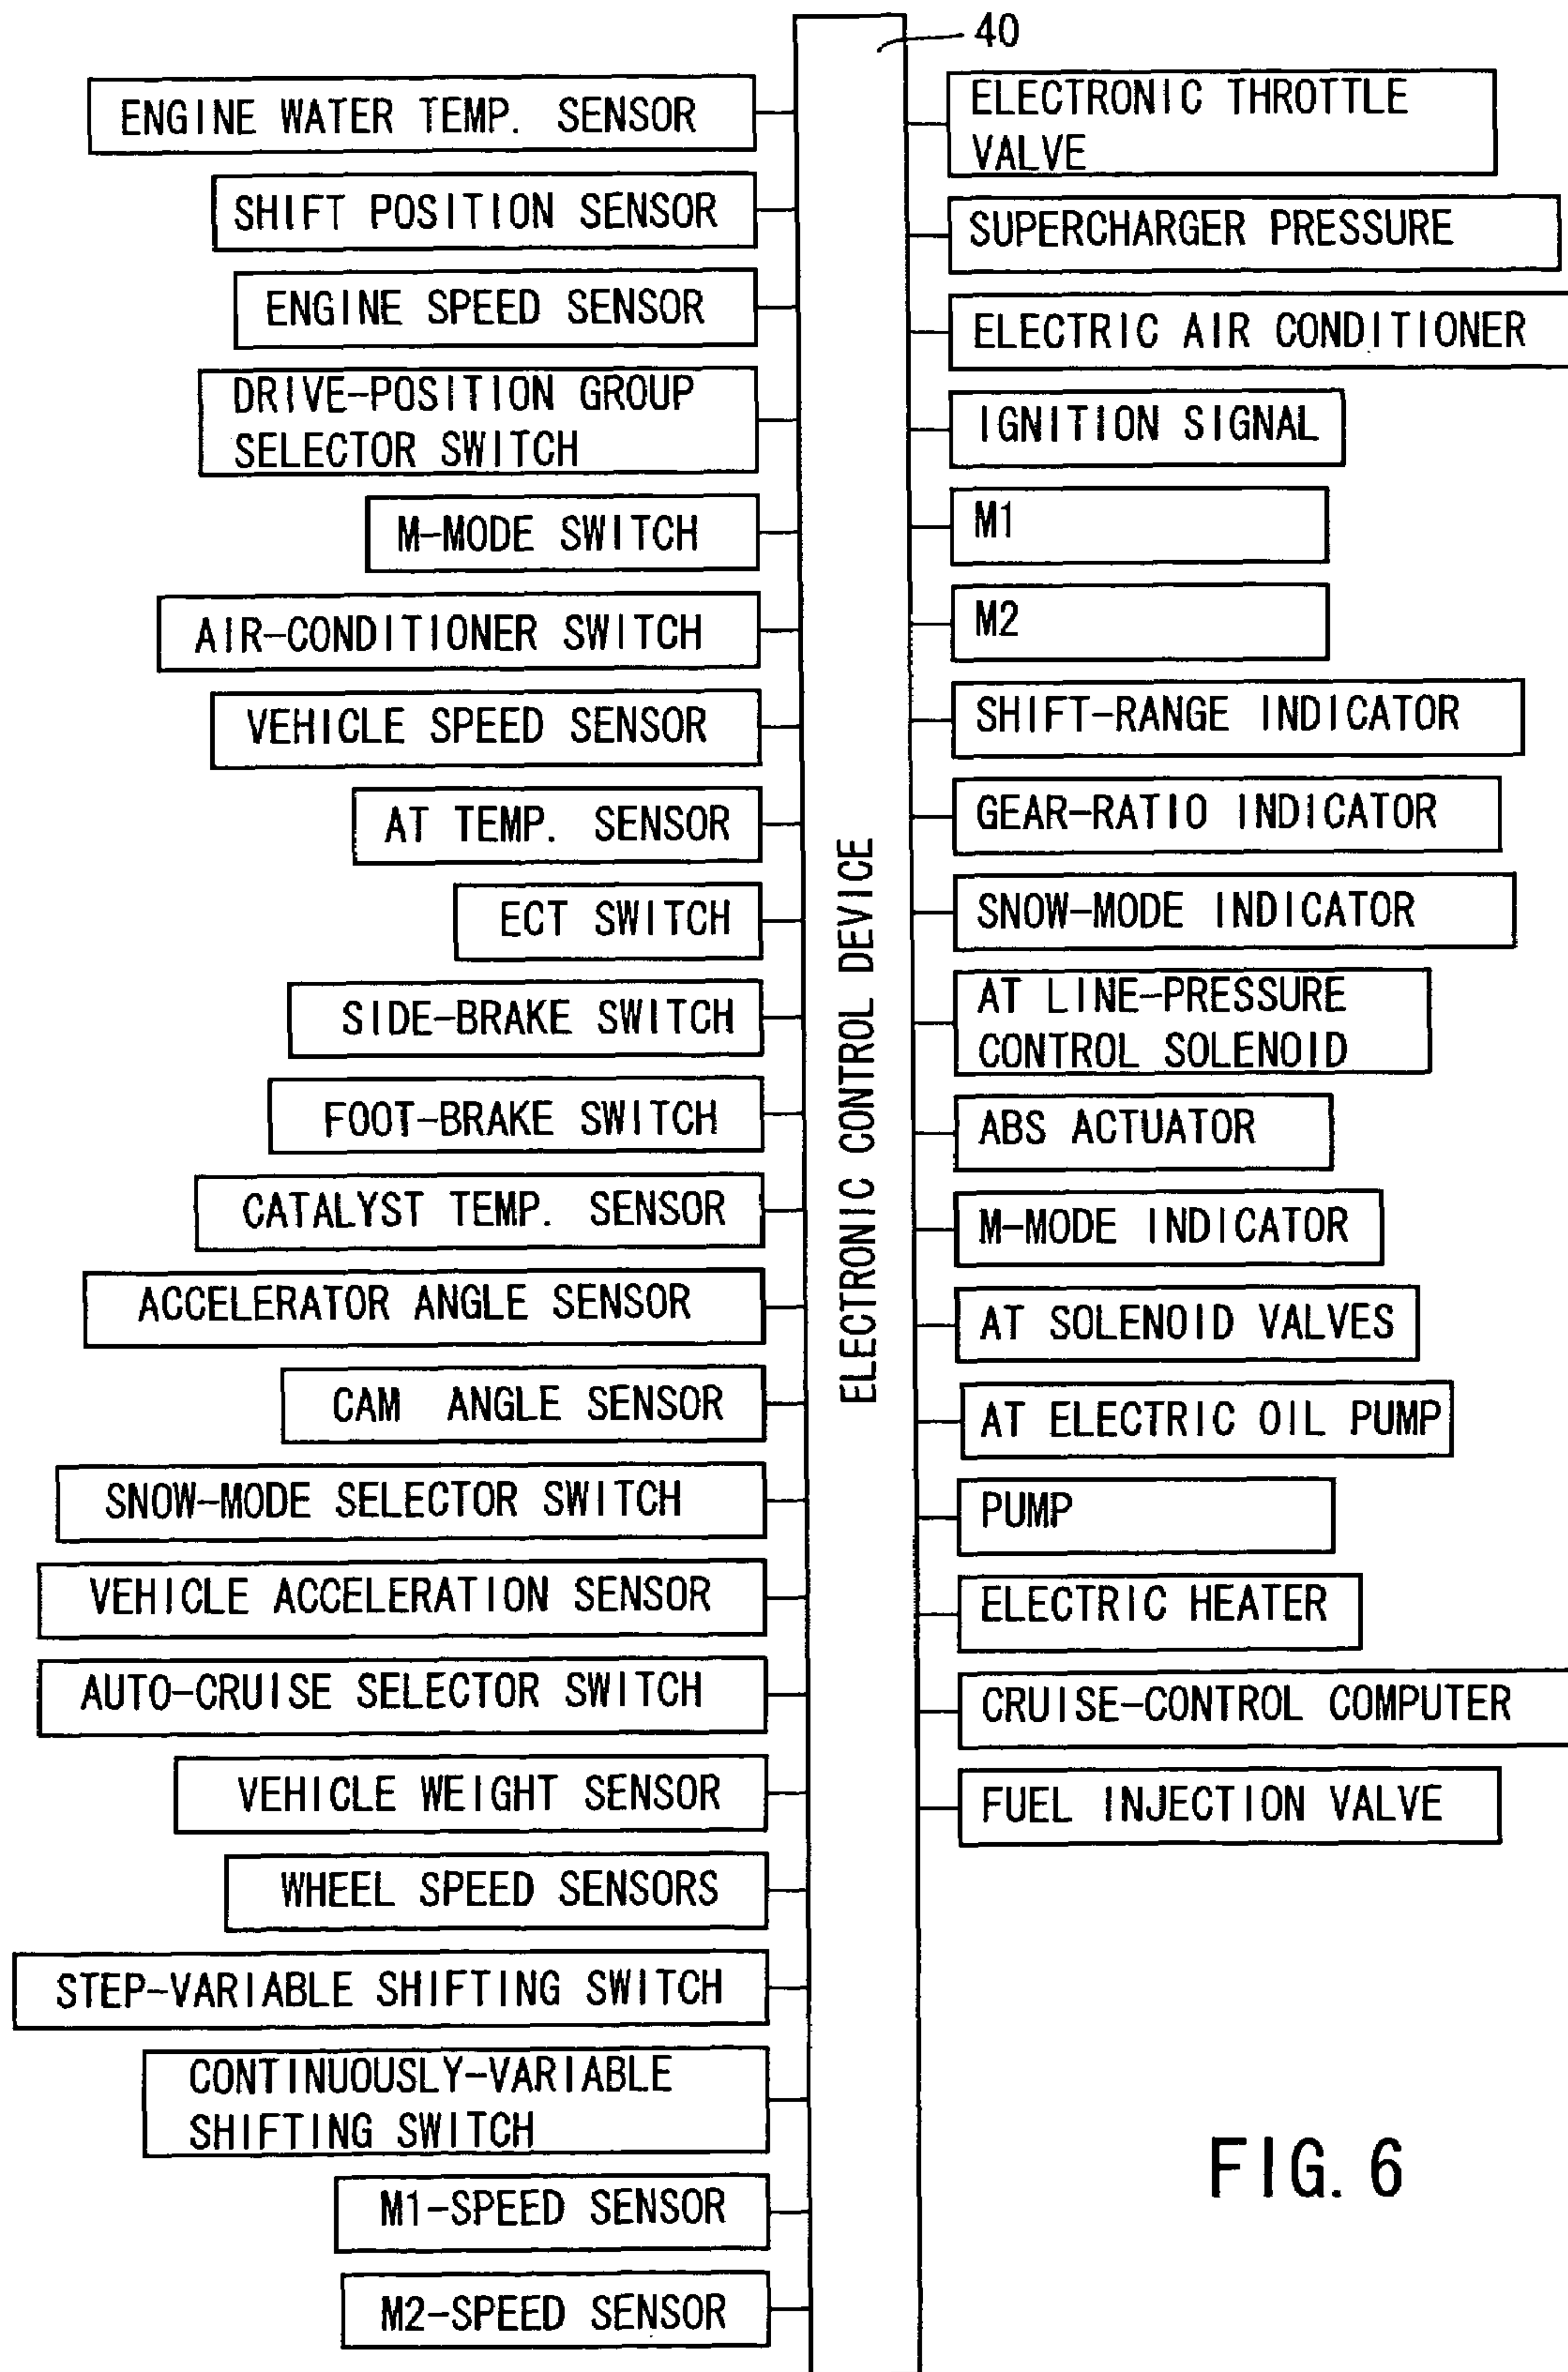 40
ENGINE WATER TEMP. SENSOR
SHIFT POSITION SENSOR
ENGINE SPEED SENSOR
DRIVE-POSITION GROUP
SELECTOR SWITCH
M-MODE SWITCH
AIR-CONDITIONER SWITCH
VEHICLE SPEED SENSOR
AT TEMP. SENSOR
ECT SWITCH
SIDE-BRAKE SWITCH
FOOT-BRAKE SWITCH
CATALYST TEMP. SENSOR
ACCELERATOR ANGLE SENSOR
CAM ANGLE SENSOR
SNOW-MODE SELECTOR SWITCH
VEHICLE ACCELERATION SENSOR
AUTO-CRUISE SELECTOR SWITCH
VEHICLE WEIGHT SENSOR
WHEEL SPEED SENSORS
STEP-VARIABLE SHIFTING SWITCH
CONTINUOUSLY-VARIABLE
SHIFTING SWITCH
M1-SPEED SENSOR
M2-SPEED SENSOR
ELECTRONIC CONTROL DEVICE
ELECTRONIC THROTTLE
VALVE
SUPERCHARGER PRESSURE
ELECTRIC AIR CONDITIONER
IGNITION SIGNAL
M1
M2
SHIFT-RANGE INDICATOR
GEAR-RATIO INDICATOR
SNOW-MODE INDICATOR
AT LINE-PRESSURE
CONTROL SOLENOID
ABS ACTUATOR
M-MODE INDICATOR
AT SOLENOID VALVES
AT ELECTRIC OIL PUMP
PUMP
ELECTRIC HEATER
CRUISE-CONTROL COMPUTER
FUEL INJECTION VALVE
FIG. 6